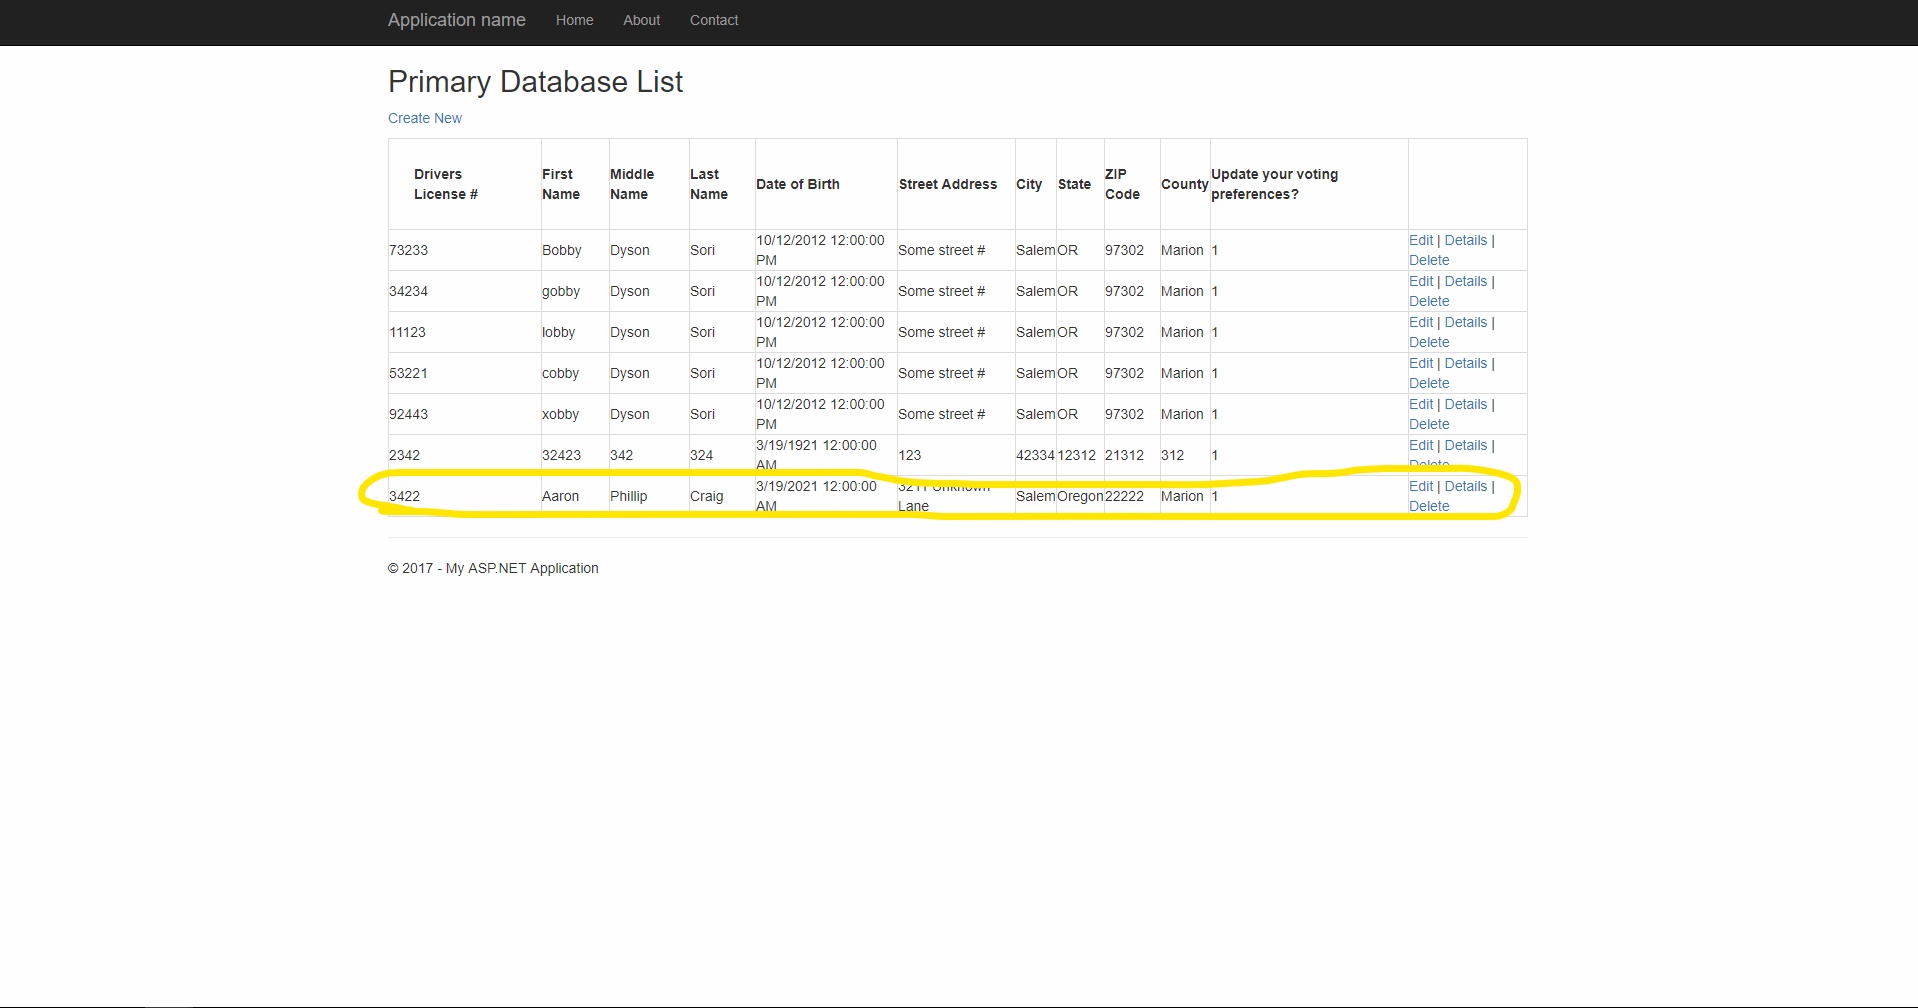 Application name Home About Contact
Primary Database List
Create New
Drivers License # First Name Middle Name Last Name Date of Birth Street Address City State ZIP Code County Update your voting preferences?
73233 Bobby Dyson Sori 10/12/2012 12:00:00 PM Some street # Salem OR 97302 Marion 1 Edit | Details | Delete
34234 gobby Dyson Sori 10/12/2012 12:00:00 PM Some street # Salem OR 97302 Marion 1 Edit | Details | Delete
11123 lobby Dyson Sori 10/12/2012 12:00:00 PM Some street # Salem OR 97302 Marion 1 Edit | Details | Delete
53221 cobby Dyson Sori 10/12/2012 12:00:00 PM Some street # Salem OR 97302 Marion 1 Edit | Details | Delete
92443 xobby Dyson Sori 10/12/2012 12:00:00 PM Some street # Salem OR 97302 Marion 1 Edit | Details | Delete
2342 32423 342 324 3/19/1921 12:00:00 AM 123 42334 12312 21312 312 1 Edit | Details | Delete
3422 Aaron Phillip Craig 3/19/2021 12:00:00 AM 3211 Unknown Lane Salem Oregon 22222 Marion 1 Edit | Details | Delete
© 2017 - My ASP.NET Application